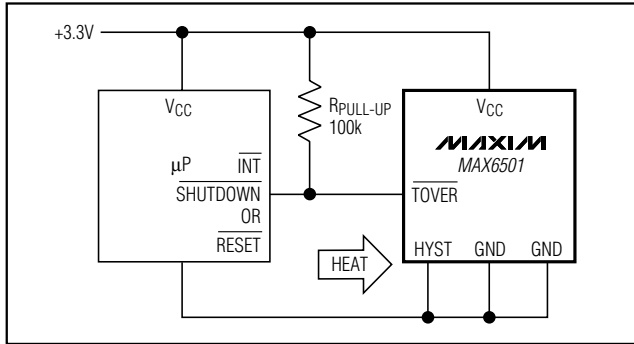 +3.3V
VCC
μP
INT
SHUTDOWN
OR
RESET
RPULL-UP
100k
VCC
MAXIM
MAX6501
TOVER
HEAT
HYST GND GND